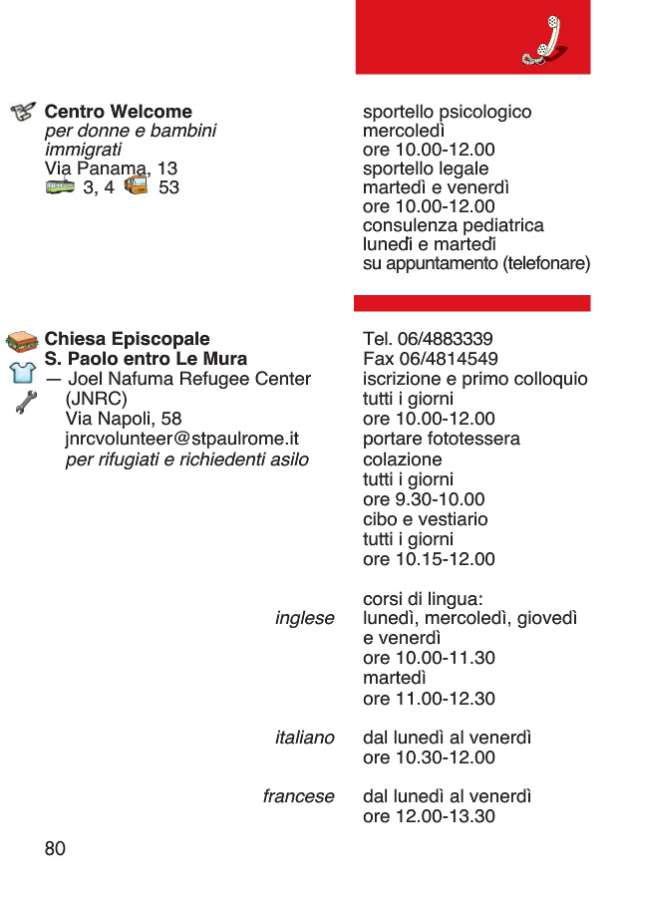 Centro Welcome
per donne e bambini
immigrati
Via Panama, 13
3, 4 53
sportello psicologico
mercoledì
ore 10.00-12.00
sportello legale
martedì e venerdì
ore 10.00-12.00
consulenza pediatrica
lunedì e martedì
su appuntamento (telefonare)
Chiesa Episcopale
S. Paolo entro Le Mura
— Joel Nafuma Refugee Center
(JNRC)
Via Napoli, 58
jnrcvolunteer@stpaulrome.it
per rifugiati e richiedenti asilo
Tel. 06/4883339
Fax 06/4814549
iscrizione e primo colloquio
tutti i giorni
ore 10.00-12.00
portare fototessera
colazione
tutti i giorni
ore 9.30-10.00
cibo e vestiario
tutti i giorni
ore 10.15-12.00
corsi di lingua:
inglese lunedì, mercoledì, giovedì
e venerdì
ore 10.00-11.30
martedì
ore 11.00-12.30
italiano dal lunedì al venerdì
ore 10.30-12.00
francese dal lunedì al venerdì
ore 12.00-13.30
80